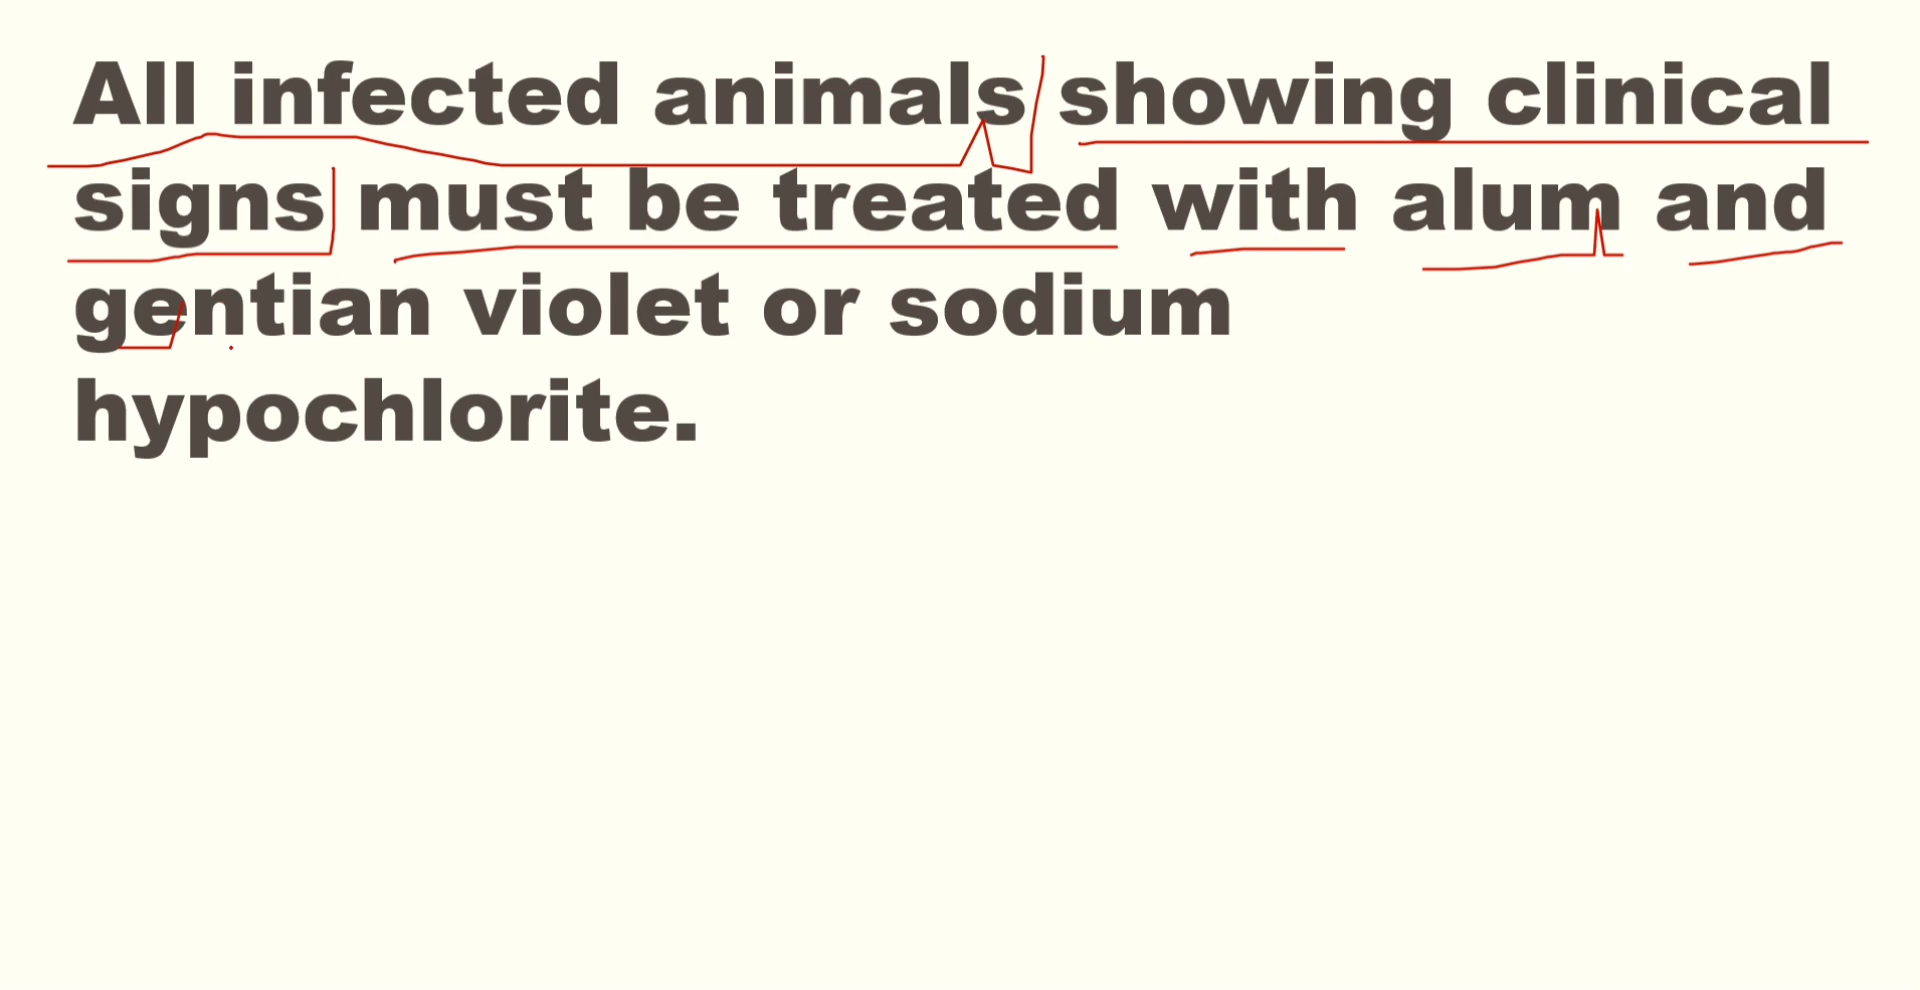 All infected animals showing clinical
signs must be treated with alum and
gentian violet or sodium
hypochlorite.